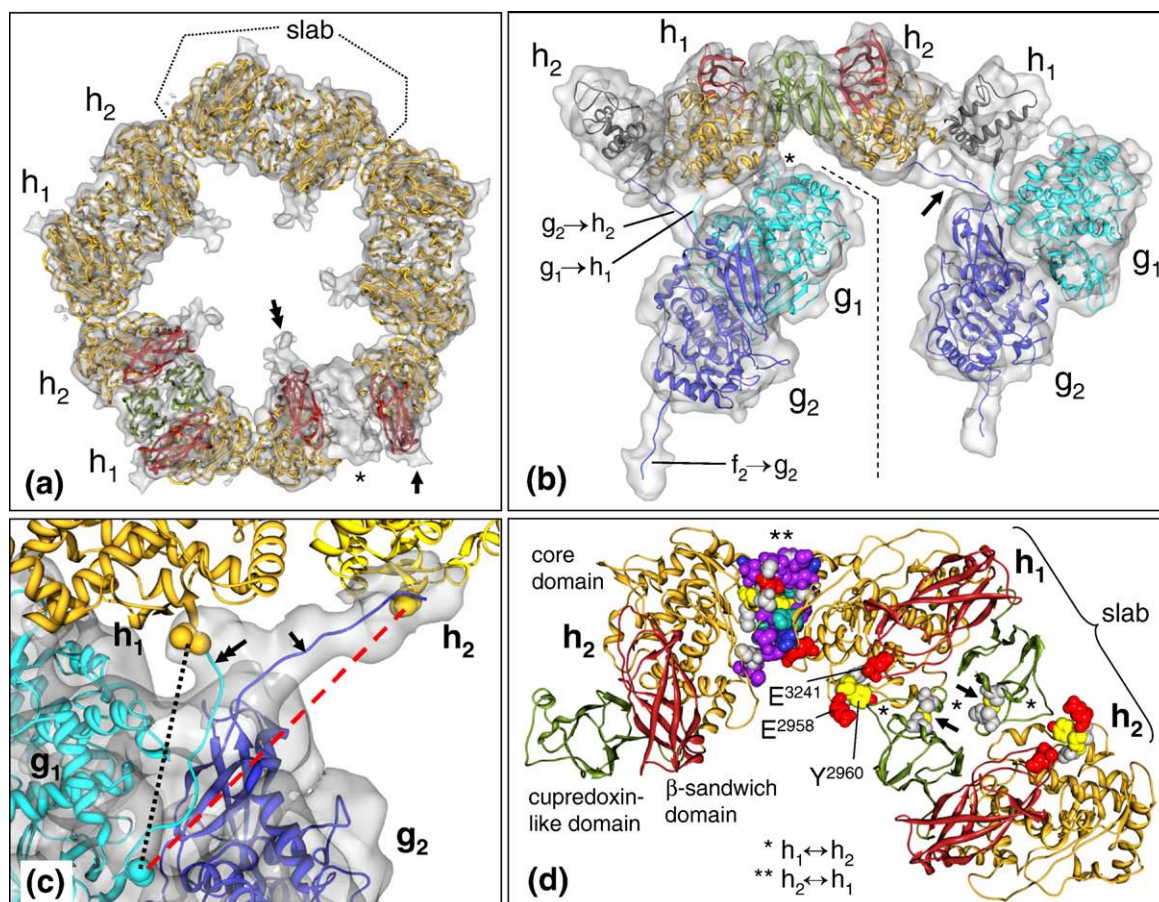 slab
h₂
h₁
h₂
h₁
*
(a)
h₂
h₁
h₂
h₁
*
g₂→h₂
g₁→h₁
g₁
g₁
g₂
g₂
f₂→g₂
(b)
h₁
h₂
g₁
g₂
(c)
**
core
domain
h₁
slab
h₂
E³²⁴¹
E²⁹⁵⁸
* * *
h₂
Y²⁹⁶⁰
cupredoxin-
like domain
β-sandwich
domain
* h₁↔h₂
** h₂↔h₁
(d)